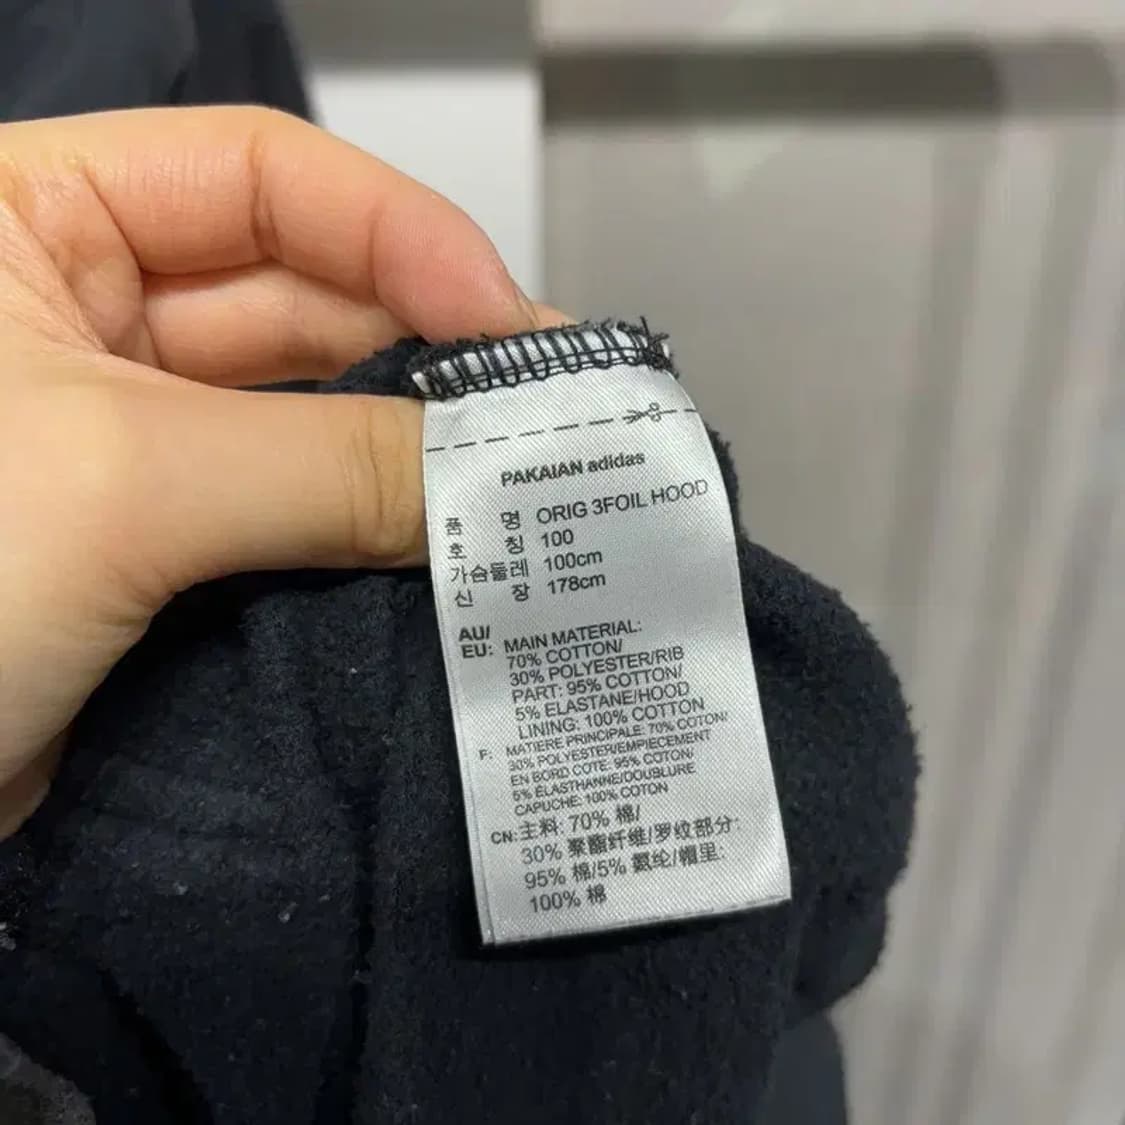 PAKAIAN adidas
품 명 ORIG 3FOIL HOOD
호 칭 100
가슴둘레 100cm
신 장 178cm
AU/
EU: MAIN MATERIAL:
70% COTTON/
30% POLYESTER/RIB
PART: 95% COTTON/
5% ELASTANE/HOOD
LINING: 100% COTTON
F: MATIERE PRINCIPALE: 70% COTON/
30% POLYESTER/EMPIECEMENT
EN BORD COTE: 95% COTON/
5% ELASTHANNE/DOUBLURE
CAPUCHE: 100% COTON
CN: 主料: 70% 棉/
30% 聚酯纤维/罗纹部分:
95% 棉/5% 氨纶/帽里:
100% 棉